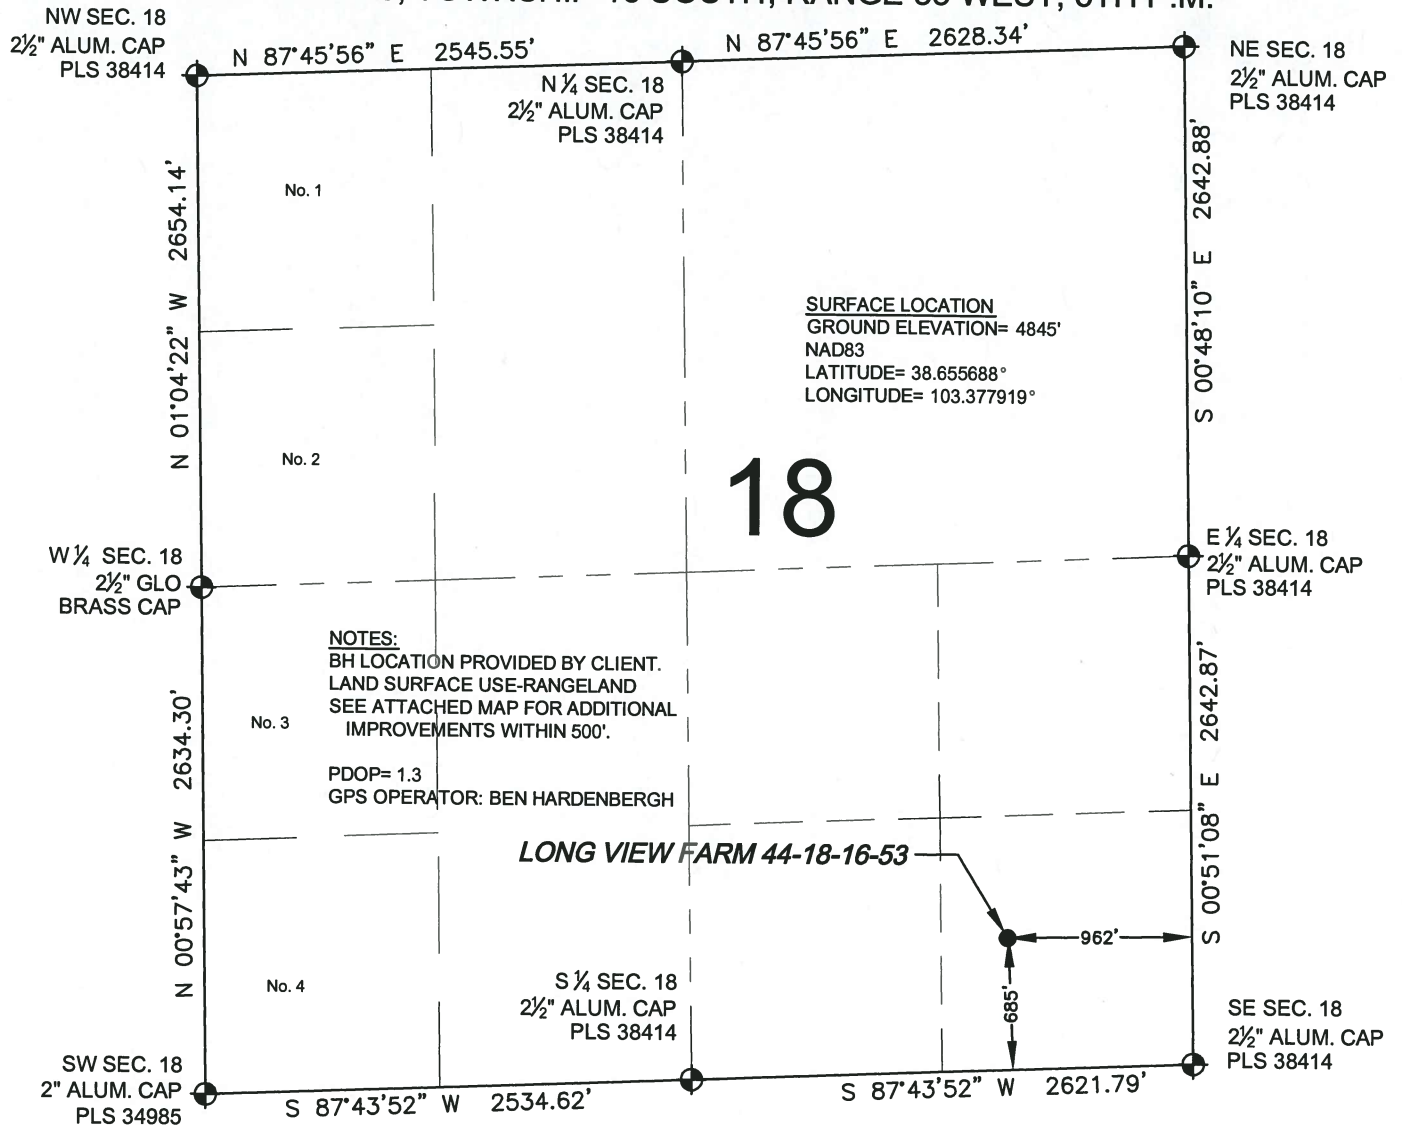 SOUTH, RANGE WEST,
NW SEC. 18
2½" ALUM. CAP
PLS 38414
N 87°45'56" E 2545.55'
N 87°45'56" E 2628.34'
NE SEC. 18
2½" ALUM. CAP
PLS 38414
N ¼ SEC. 18
2½" ALUM. CAP
PLS 38414
N 01°04'22" W 2654.14'
S 00°48'10" E 2642.88'
No. 1
SURFACE LOCATION
GROUND ELEVATION= 4845'
NAD83
LATITUDE= 38.655688°
LONGITUDE= 103.377919°
No. 2
18
W ¼ SEC. 18
2½" GLO
BRASS CAP
E ¼ SEC. 18
2½" ALUM. CAP
PLS 38414
NOTES:
BH LOCATION PROVIDED BY CLIENT.
LAND SURFACE USE-RANGELAND
SEE ATTACHED MAP FOR ADDITIONAL
IMPROVEMENTS WITHIN 500'.
PDOP= 1.3
GPS OPERATOR: BEN HARDENBERGH
No. 3
N 00°57'43" W 2634.30'
S 00°51'08" E 2642.87'
LONG VIEW FARM 44-18-16-53
962'
685'
No. 4
S ¼ SEC. 18
2½" ALUM. CAP
PLS 38414
SE SEC. 18
2½" ALUM. CAP
PLS 38414
SW SEC. 18
2" ALUM. CAP
PLS 34985
S 87°43'52" W 2534.62'
S 87°43'52" W 2621.79'